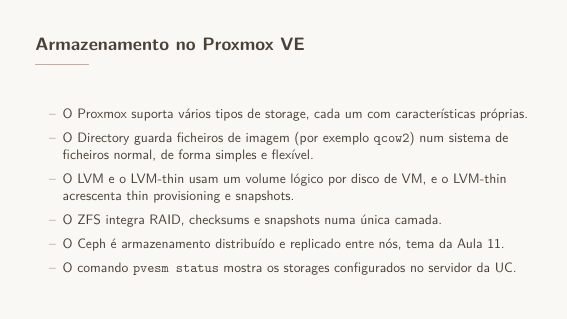 Armazenamento no Proxmox VE
– O Proxmox suporta vários tipos de storage, cada um com características próprias.
– O Directory guarda ficheiros de imagem (por exemplo qcow2) num sistema de
ficheiros normal, de forma simples e flexível.
– O LVM e o LVM-thin usam um volume lógico por disco de VM, e o LVM-thin
acrescenta thin provisioning e snapshots.
– O ZFS integra RAID, checksums e snapshots numa única camada.
– O Ceph é armazenamento distribuído e replicado entre nós, tema da Aula 11.
– O comando pvesm status mostra os storages configurados no servidor da UC.